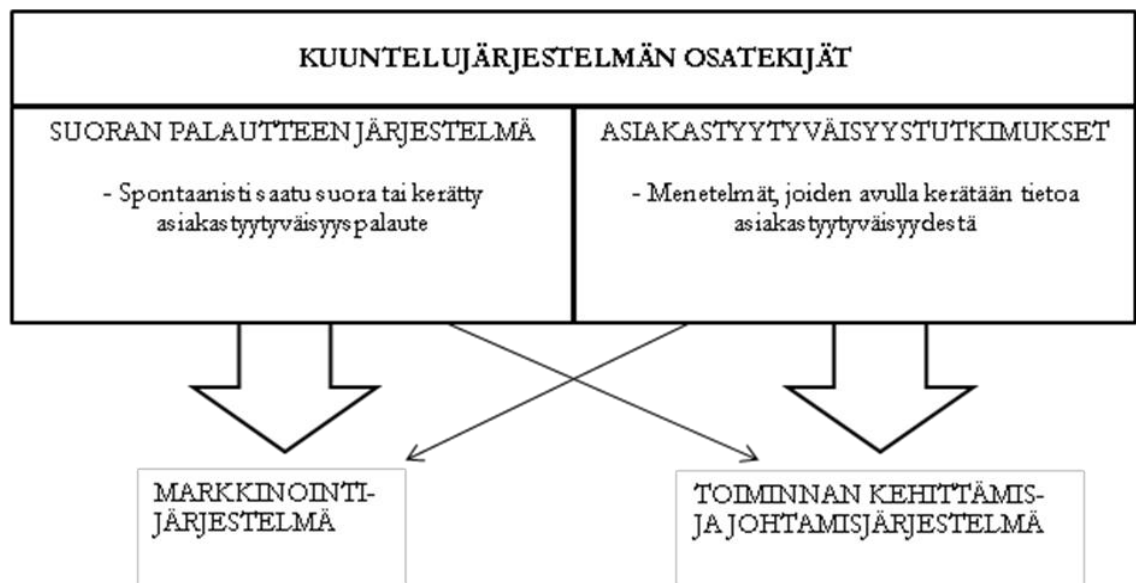 KUUNTELUJÄRJESTELMÄN OSATEKIJÄT
SUORAN PALAUTTEEN JÄRJESTELMÄ
- Spontaanisti saatu suora tai kerätty
asiakastyytyväisyyspalaute
ASIAKASTYYTYVÄISYYSTUTKIMUKSET
- Menetelmät, joiden avulla kerätään tietoa
asiakastyytyväisyydestä
MARKKINOINTI-
JÄRJESTELMÄ
TOIMINNAN KEHITTÄMIS-
JA JOHTAMISJÄRJESTELMÄ